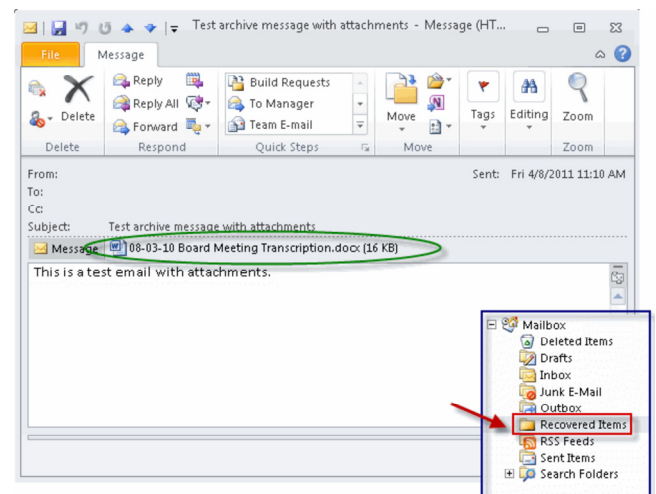 Test archive message with attachments - Message (HT...
File Message
Reply
Build Requests
Reply All
To Manager
Delete
Move
Tags
Editing
Zoom
Forward
Team E-mail
Delete
Respond
Quick Steps
Move
Zoom
From:
Sent: Fri 4/8/2011 11:10 AM
To:
Cc:
Subject: Test archive message with attachments
Message 08-03-10 Board Meeting Transcription.docx (16 KB)
This is a test email with attachments.
Mailbox
Deleted Items
Drafts
Inbox
Junk E-Mail
Outbox
Recovered Items
RSS Feeds
Sent Items
Search Folders